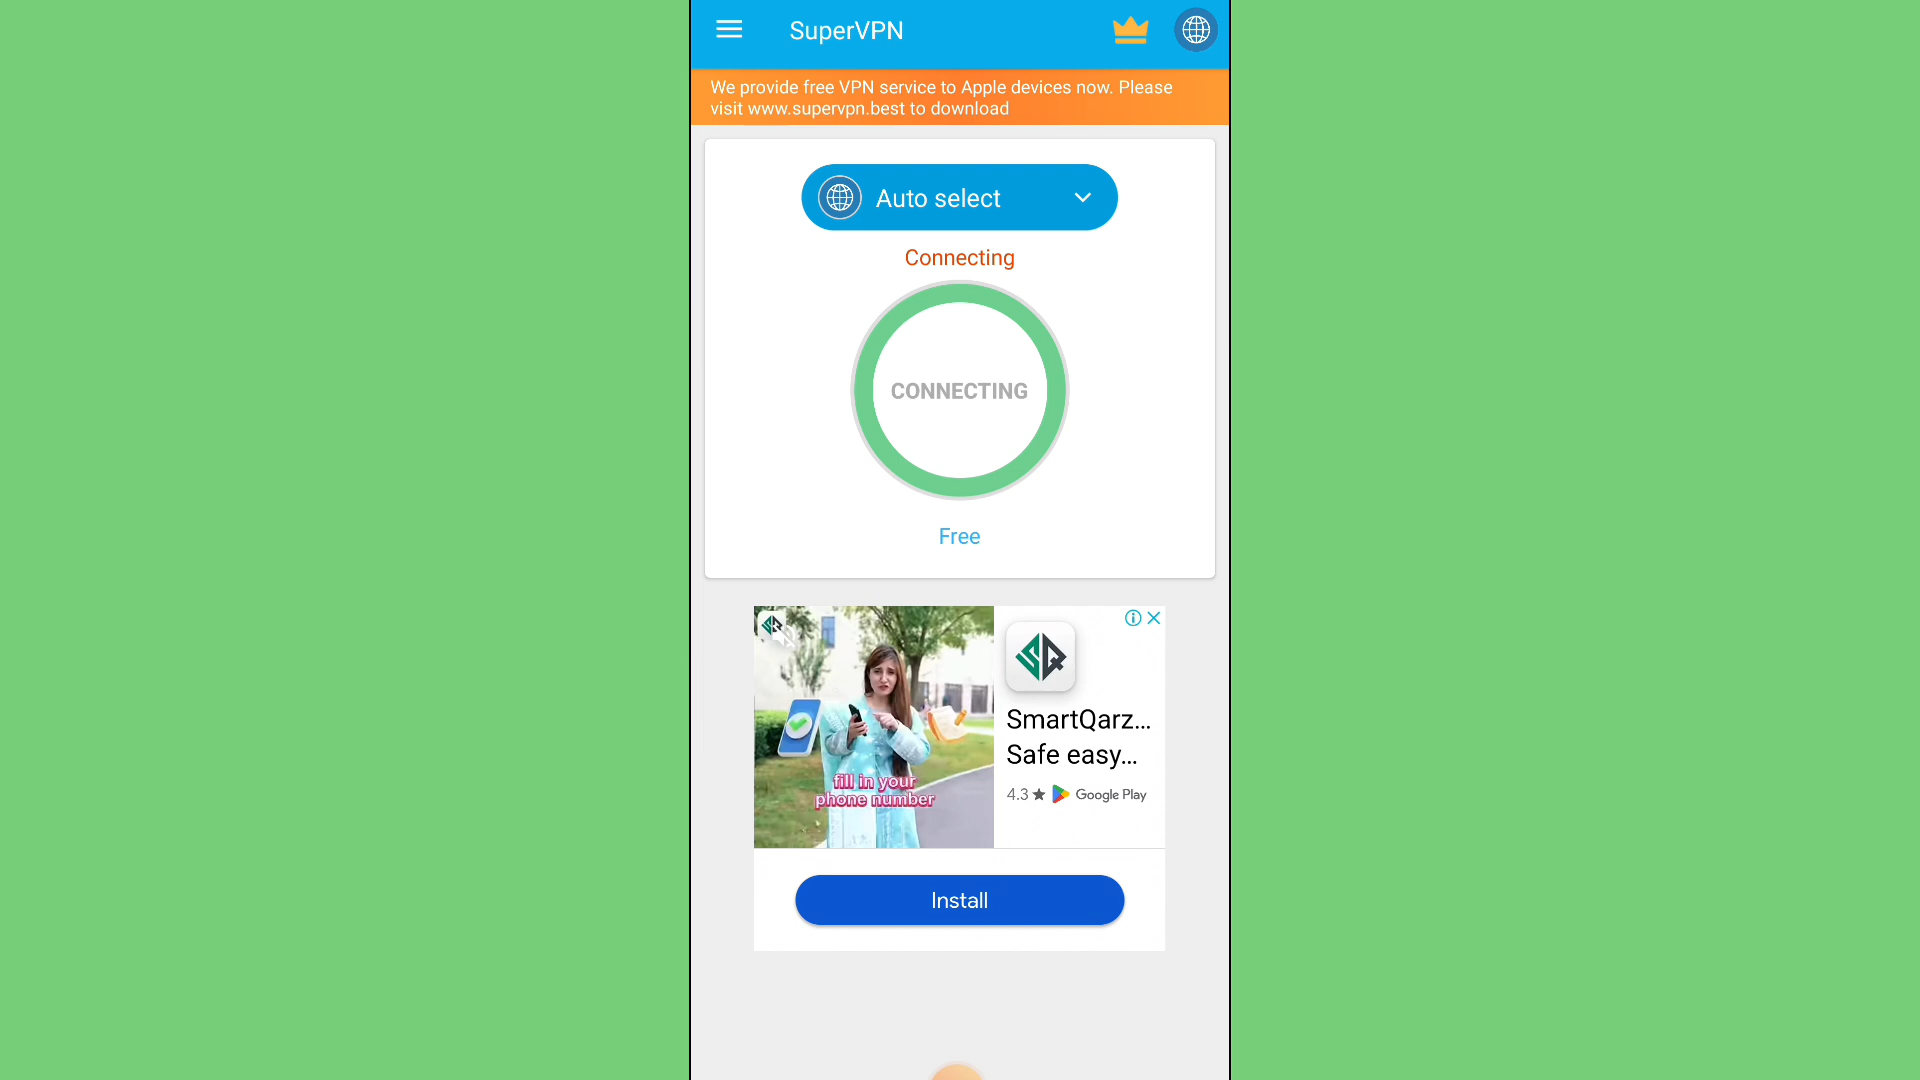 SuperVPN
We provide free VPN service to Apple devices now. Please
visit www.supervpn.best to download
Auto select
Connecting
CONNECTING
Free
fill in your
phone number
SmartQarz...
Safe easy...
4.3 ★ Google Play
Install